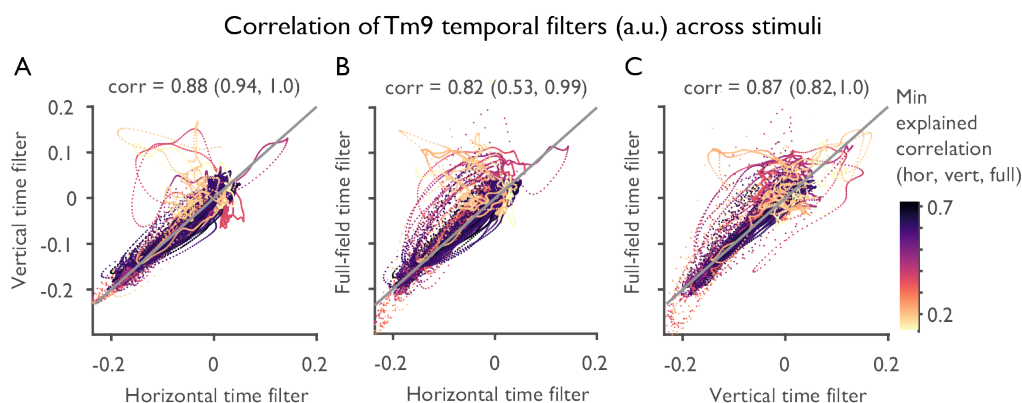 Correlation of Tm9 temporal filters (a.u.) across stimuli
A
corr = 0.88 (0.94, 1.0)
Vertical time filter
0.2
0.1
0
-0.1
-0.2
-0.2
0
0.2
Horizontal time filter
B
corr = 0.82 (0.53, 0.99)
Full-field time filter
-0.2
0
0.2
Horizontal time filter
C
corr = 0.87 (0.82,1.0)
Full-field time filter
-0.2
0
0.2
Vertical time filter
Min
explained
correlation
(hor, vert, full)
0.7
0.2